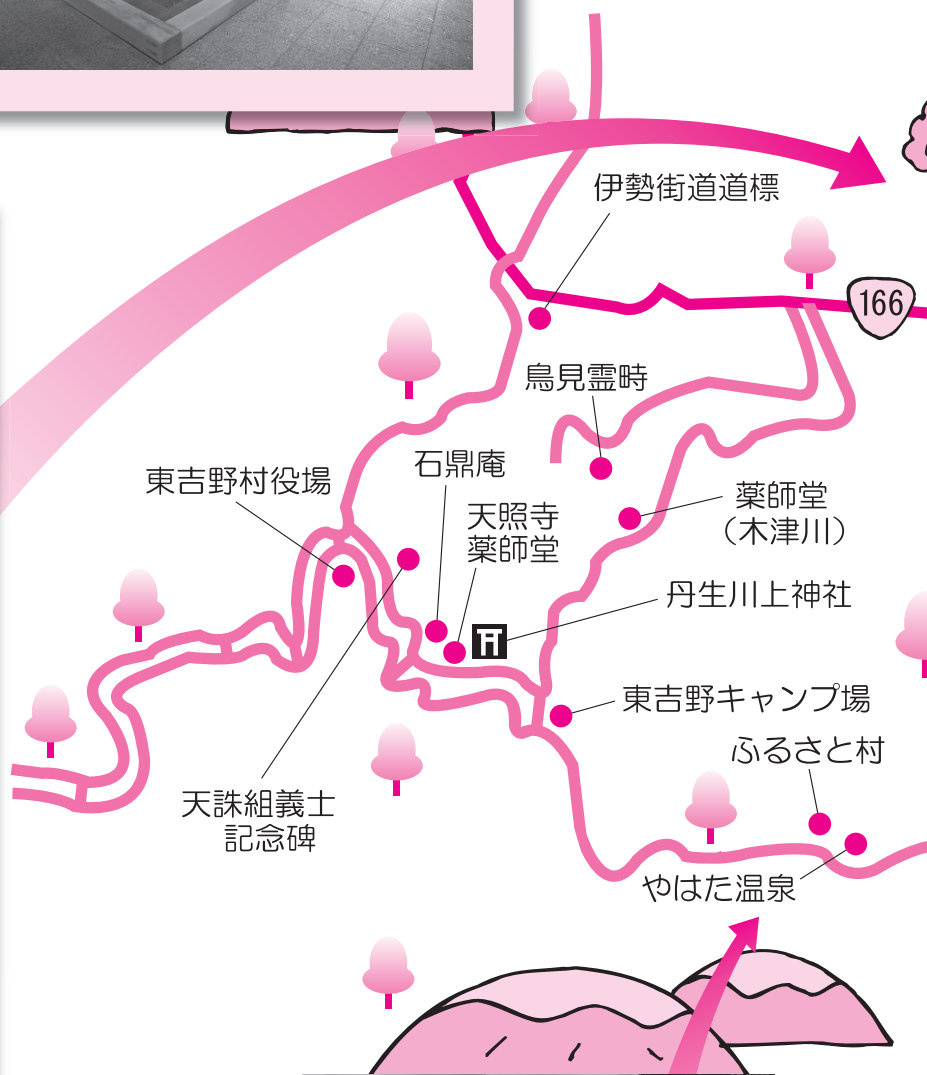 伊勢街道道標
166
鳥見霊時
石鼎庵
東吉野村役場
天照寺
薬師堂
薬師堂
（木津川）
丹生川上神社
東吉野キャンプ場
ふるさと村
天誅組義士
記念碑
やはた温泉